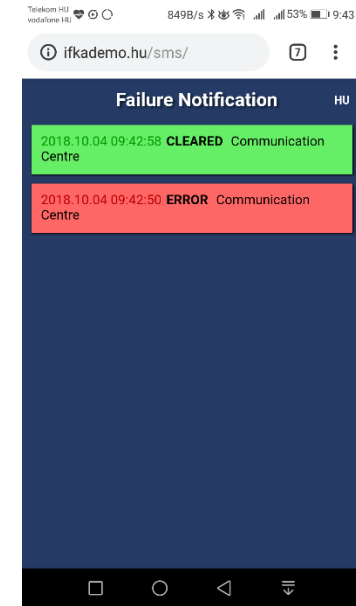 Telekom HU
vodafone HU
849B/s 53% 9:43
ifkademo.hu/sms/
7
Failure Notification HU
2018.10.04 09:42:58 CLEARED Communication
Centre
2018.10.04 09:42:50 ERROR Communication
Centre